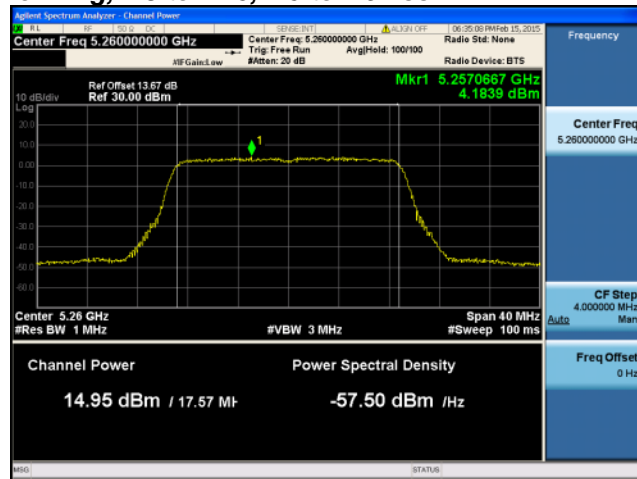 Agilent Spectrum Analyzer - Channel Power
RL RF 50 Ω DC SENSE:INT ALIGN OFF 06:35:08 PM Feb 15, 2015
Center Freq 5.260000000 GHz
Center Freq: 5.260000000 GHz
Radio Std: None
Trig: Free Run Avg|Hold: 100/100
#IFGain:Low #Atten: 20 dB Radio Device: BTS
Frequency
Mkr1 5.2570667 GHz
4.1839 dBm
Ref Offset 13.67 dB
10 dB/div Ref 30.00 dBm
Log
20.0
10.0
0.00
-10.0
-20.0
-30.0
-40.0
-50.0
-60.0
1
Center 5.26 GHz Span 40 MHz
#Res BW 1 MHz #VBW 3 MHz #Sweep 100 ms
Channel Power Power Spectral Density
14.95 dBm / 17.57 MH -57.50 dBm /Hz
Center Freq
5.260000000 GHz
CF Step
4.000000 MHz
Auto Man
Freq Offset
0 Hz
MSG STATUS